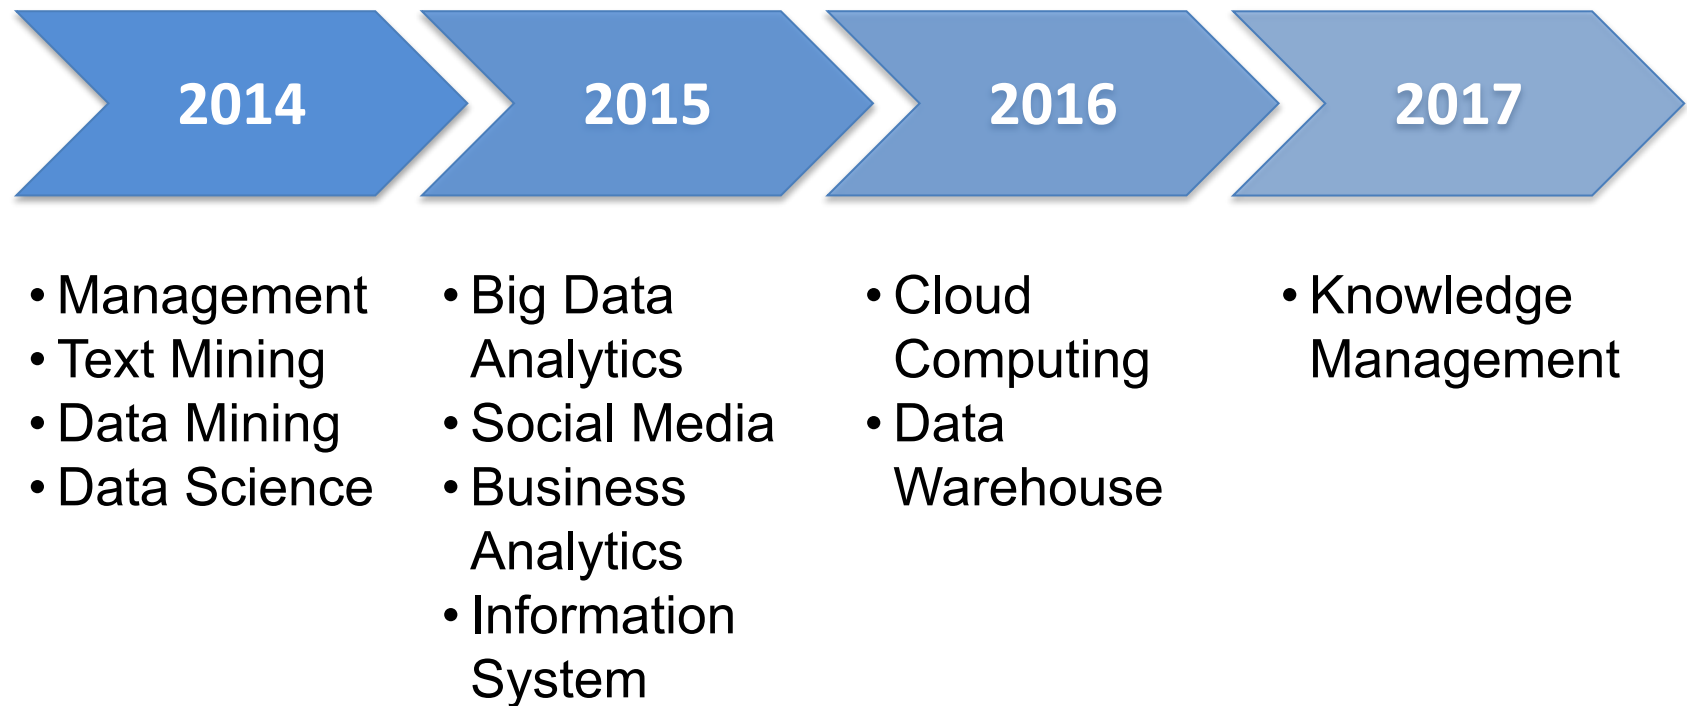 2014
2015
2016
2017
• Management
• Text Mining
• Data Mining
• Data Science
• Big Data
Analytics
• Social Media
• Business
Analytics
• Information
System
• Cloud
Computing
• Data
Warehouse
• Knowledge
Management